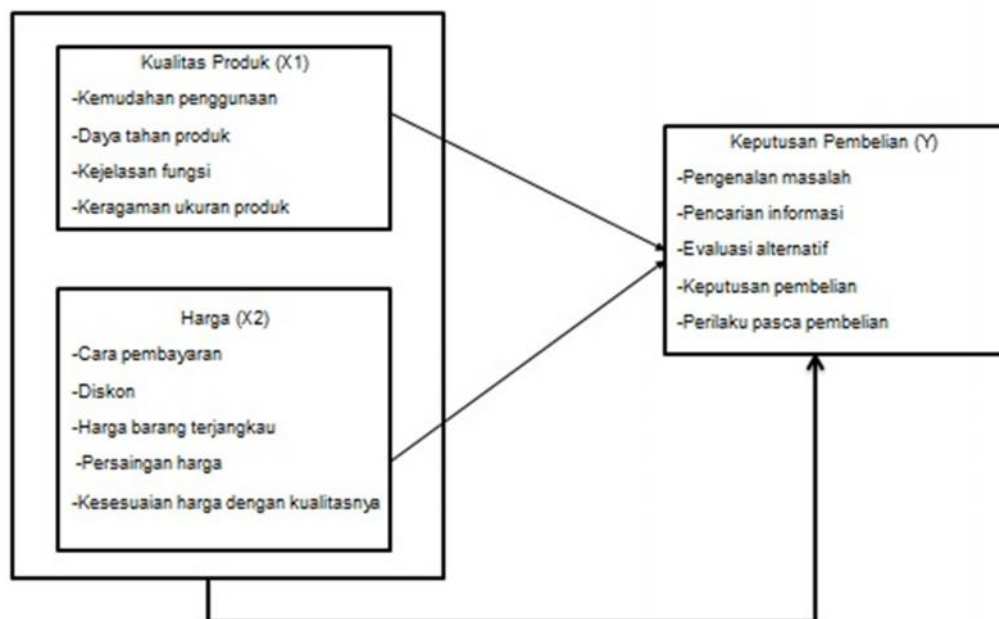 Kualitas Produk (X1)
-Kemudahan penggunaan
-Daya tahan produk
-Kejelasan fungsi
-Keragaman ukuran produk
Harga (X2)
-Cara pembayaran
-Diskon
-Harga barang terjangkau
-Persaingan harga
-Kesesuaian harga dengan kualitasnya
Keputusan Pembelian (Y)
-Pengenalan masalah
-Pencarian informasi
-Evaluasi alternatif
-Keputusan pembelian
-Perilaku pasca pembelian